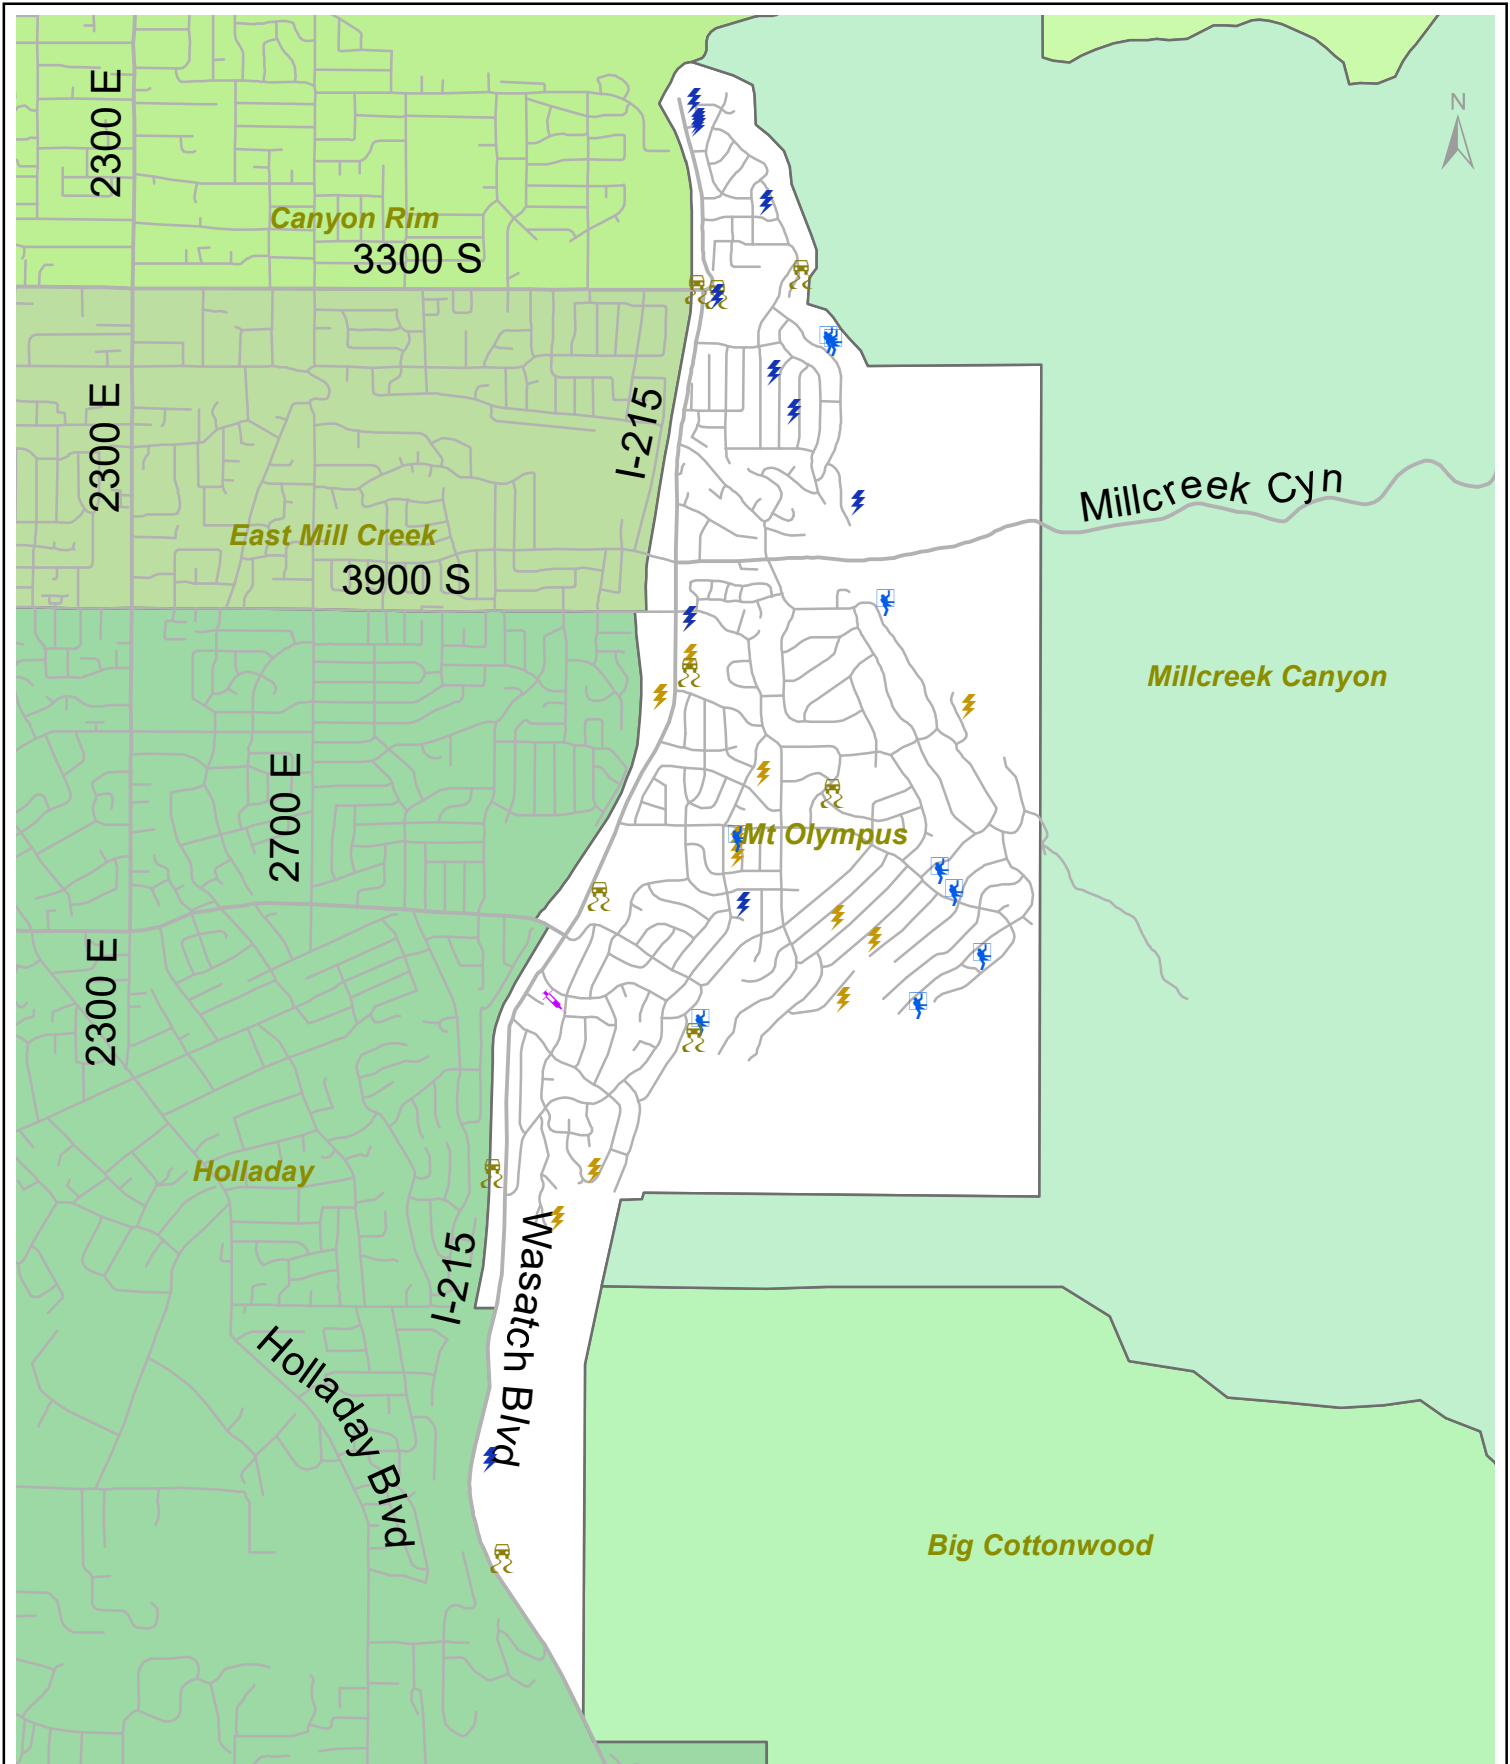 N
2300 E
Canyon Rim
3300 S
2300 E
I-215
Millcreek Cyn
East Mill Creek
3900 S
Millcreek Canyon
2700 E
Mt Olympus
2300 E
Holladay
I-215
Wasatch Blvd
Holladay Blvd
Big Cottonwood